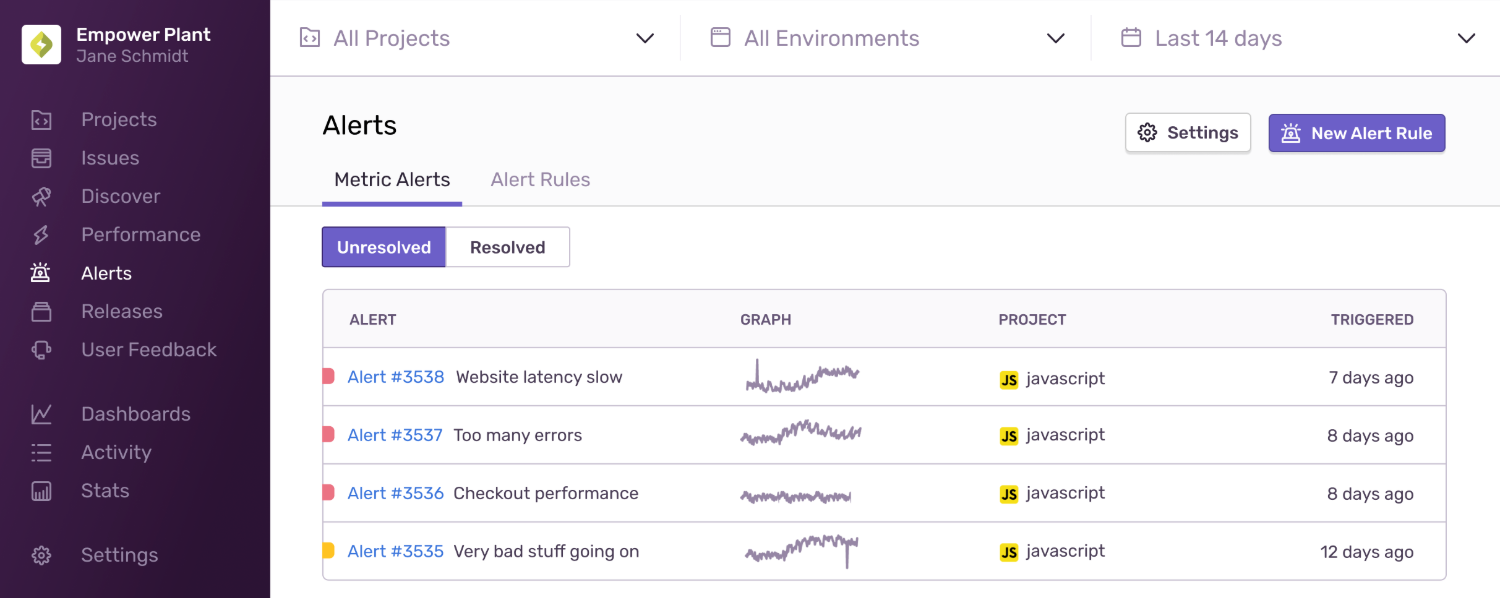 Empower Plant
Jane Schmidt
Projects
Issues
Discover
Performance
Alerts
Releases
User Feedback
Dashboards
Activity
Stats
Settings
All Projects
All Environments
Last 14 days
Alerts
Settings
New Alert Rule
Metric Alerts
Alert Rules
Unresolved
Resolved
ALERT GRAPH PROJECT TRIGGERED
Alert #3538 Website latency slow JS javascript 7 days ago
Alert #3537 Too many errors JS javascript 8 days ago
Alert #3536 Checkout performance JS javascript 8 days ago
Alert #3535 Very bad stuff going on JS javascript 12 days ago